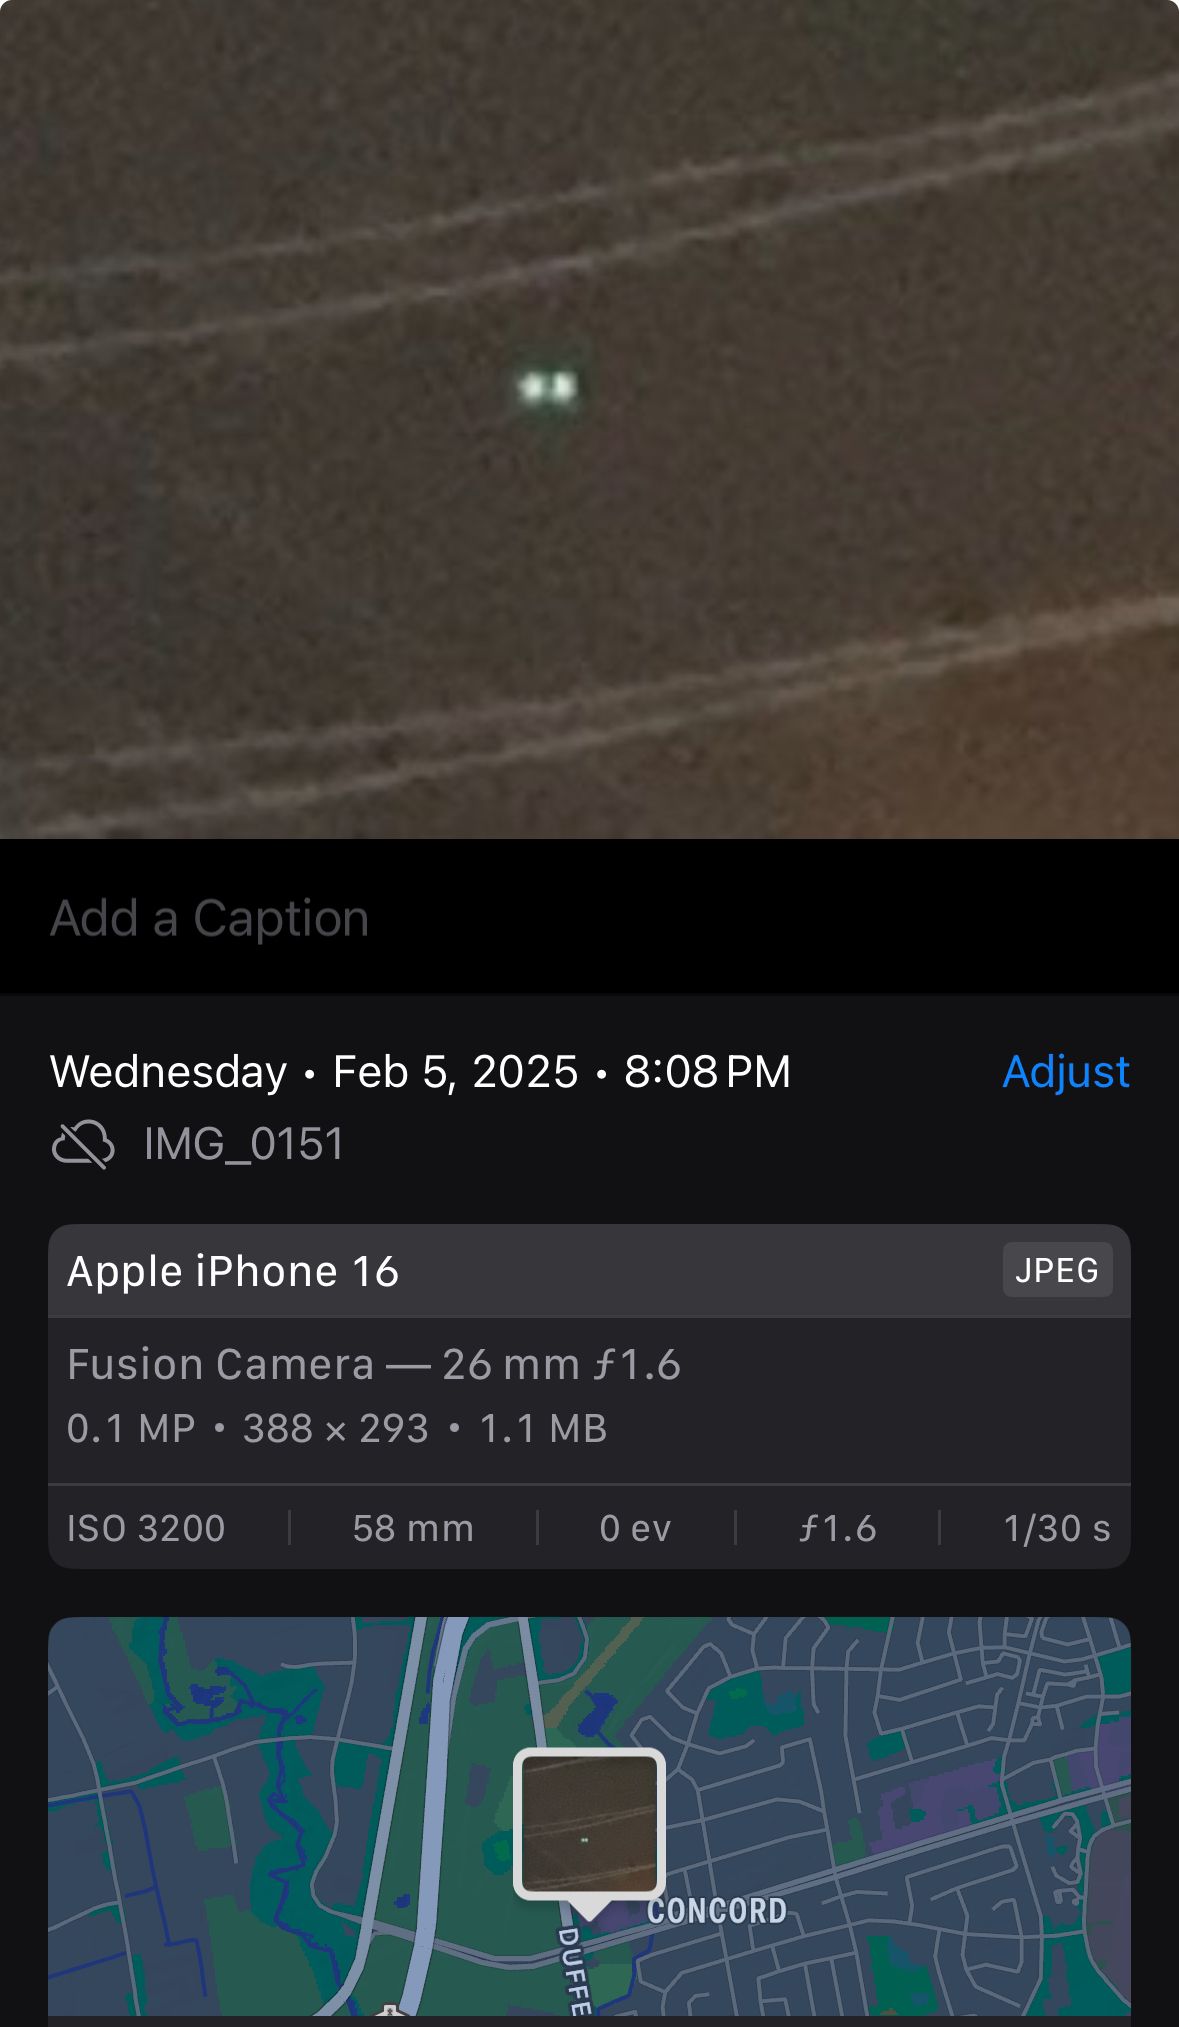 Add a Caption
Wednesday • Feb 5, 2025 • 8:08 PM
Adjust
IMG_0151
Apple iPhone 16
JPEG
Fusion Camera — 26 mm ƒ1.6
0.1 MP • 388 × 293 • 1.1 MB
ISO 3200
58 mm
0 ev
ƒ1.6
1/30 s
CONCORD
DUFFE